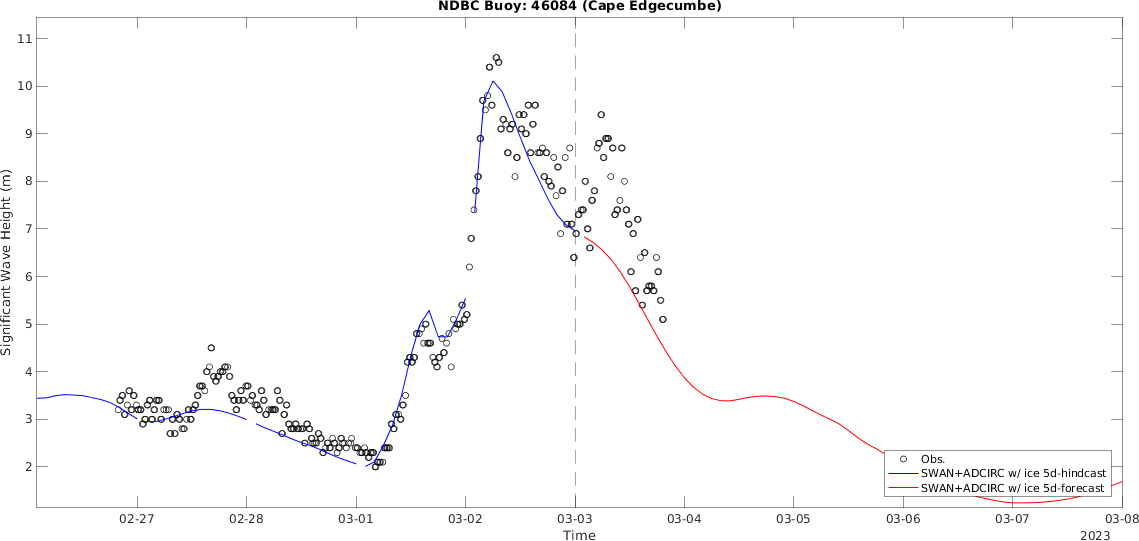 NDBC Buoy: 46084 (Cape Edgecumbe)
11
10
9
8
7
6
5
4
3
2
Significant Wave Height (m)
Obs.
SWAN+ADCIRC w/ ice 5d-hindcast
SWAN+ADCIRC w/ ice 5d-forecast
02-27 02-28 03-01 03-02 03-03 03-04 03-05 03-06 03-07 03-08
Time
2023